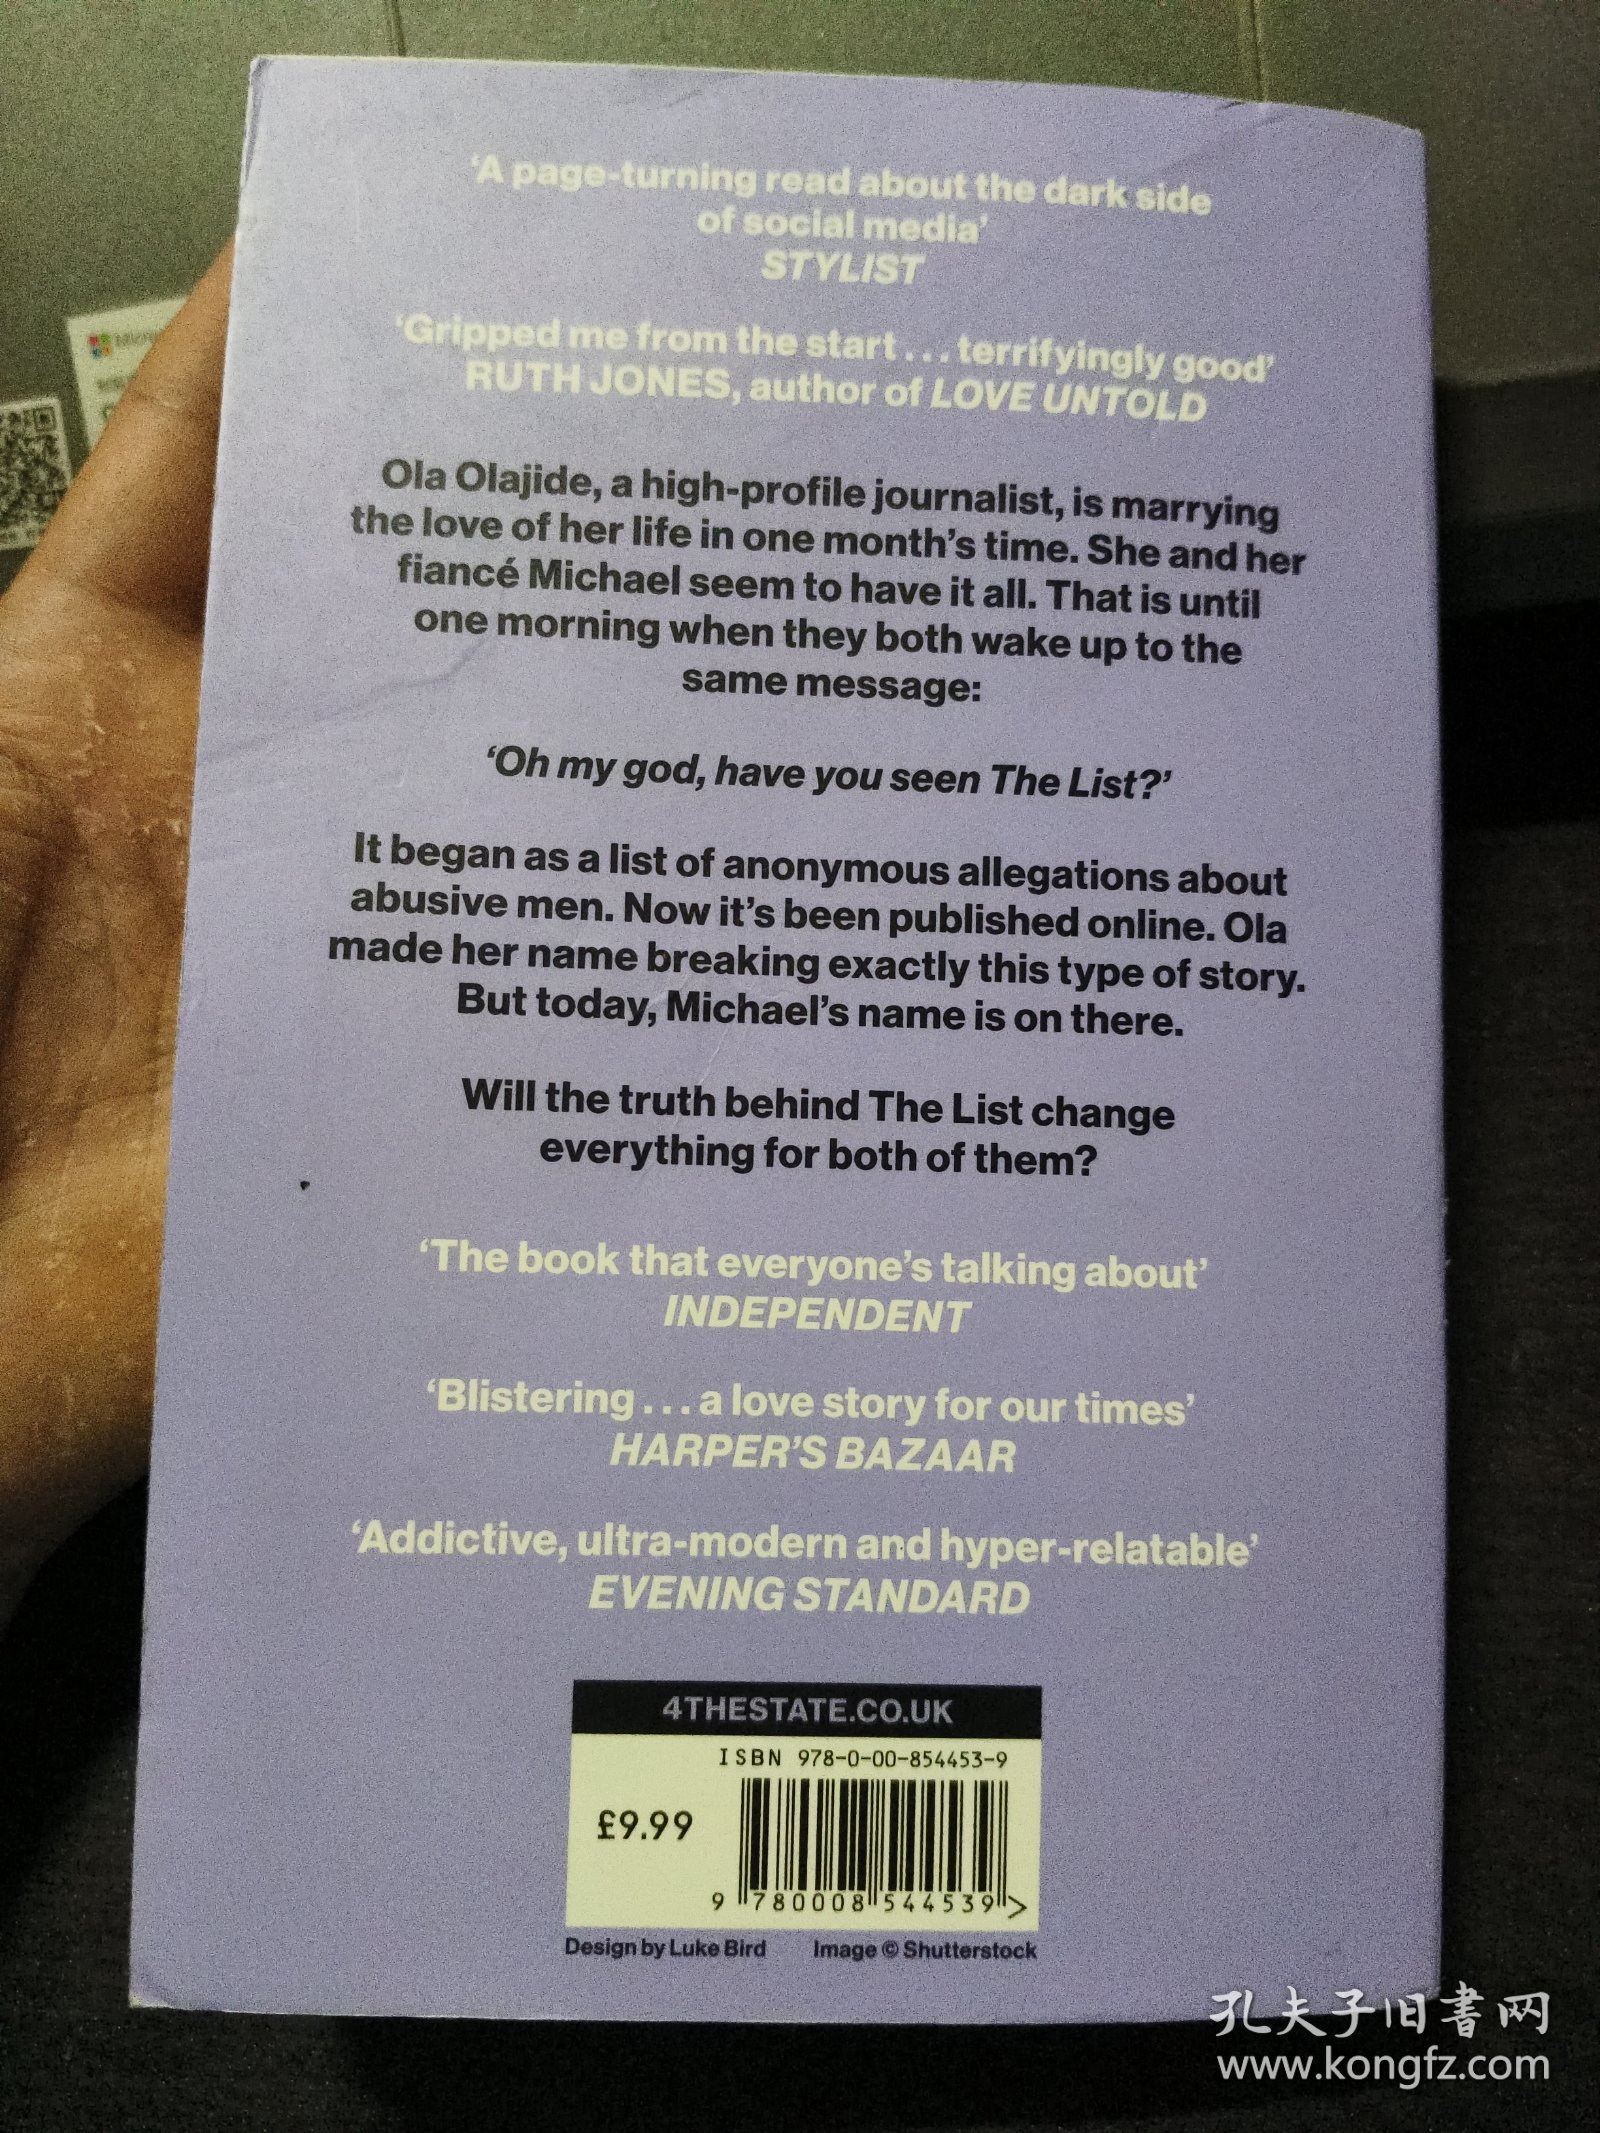 ‘A page-turning read about the dark side
of social media’
STYLIST
‘Gripped me from the start . . . terrifyingly good’
RUTH JONES, author of LOVE UNTOLD
Ola Olajide, a high-profile journalist, is marrying
the love of her life in one month’s time. She and her
fiancé Michael seem to have it all. That is until
one morning when they both wake up to the
same message:
‘Oh my god, have you seen The List?’
It began as a list of anonymous allegations about
abusive men. Now it’s been published online. Ola
made her name breaking exactly this type of story.
But today, Michael’s name is on there.
Will the truth behind The List change
everything for both of them?
‘The book that everyone’s talking about’
INDEPENDENT
‘Blistering . . . a love story for our times’
HARPER’S BAZAAR
‘Addictive, ultra-modern and hyper-relatable’
EVENING STANDARD
4THESTATE.CO.UK
ISBN 978-0-00-854453-9
£9.99
9 780008 544539 >
Design by Luke Bird Image © Shutterstock
孔夫子旧書网
www.kongfz.com